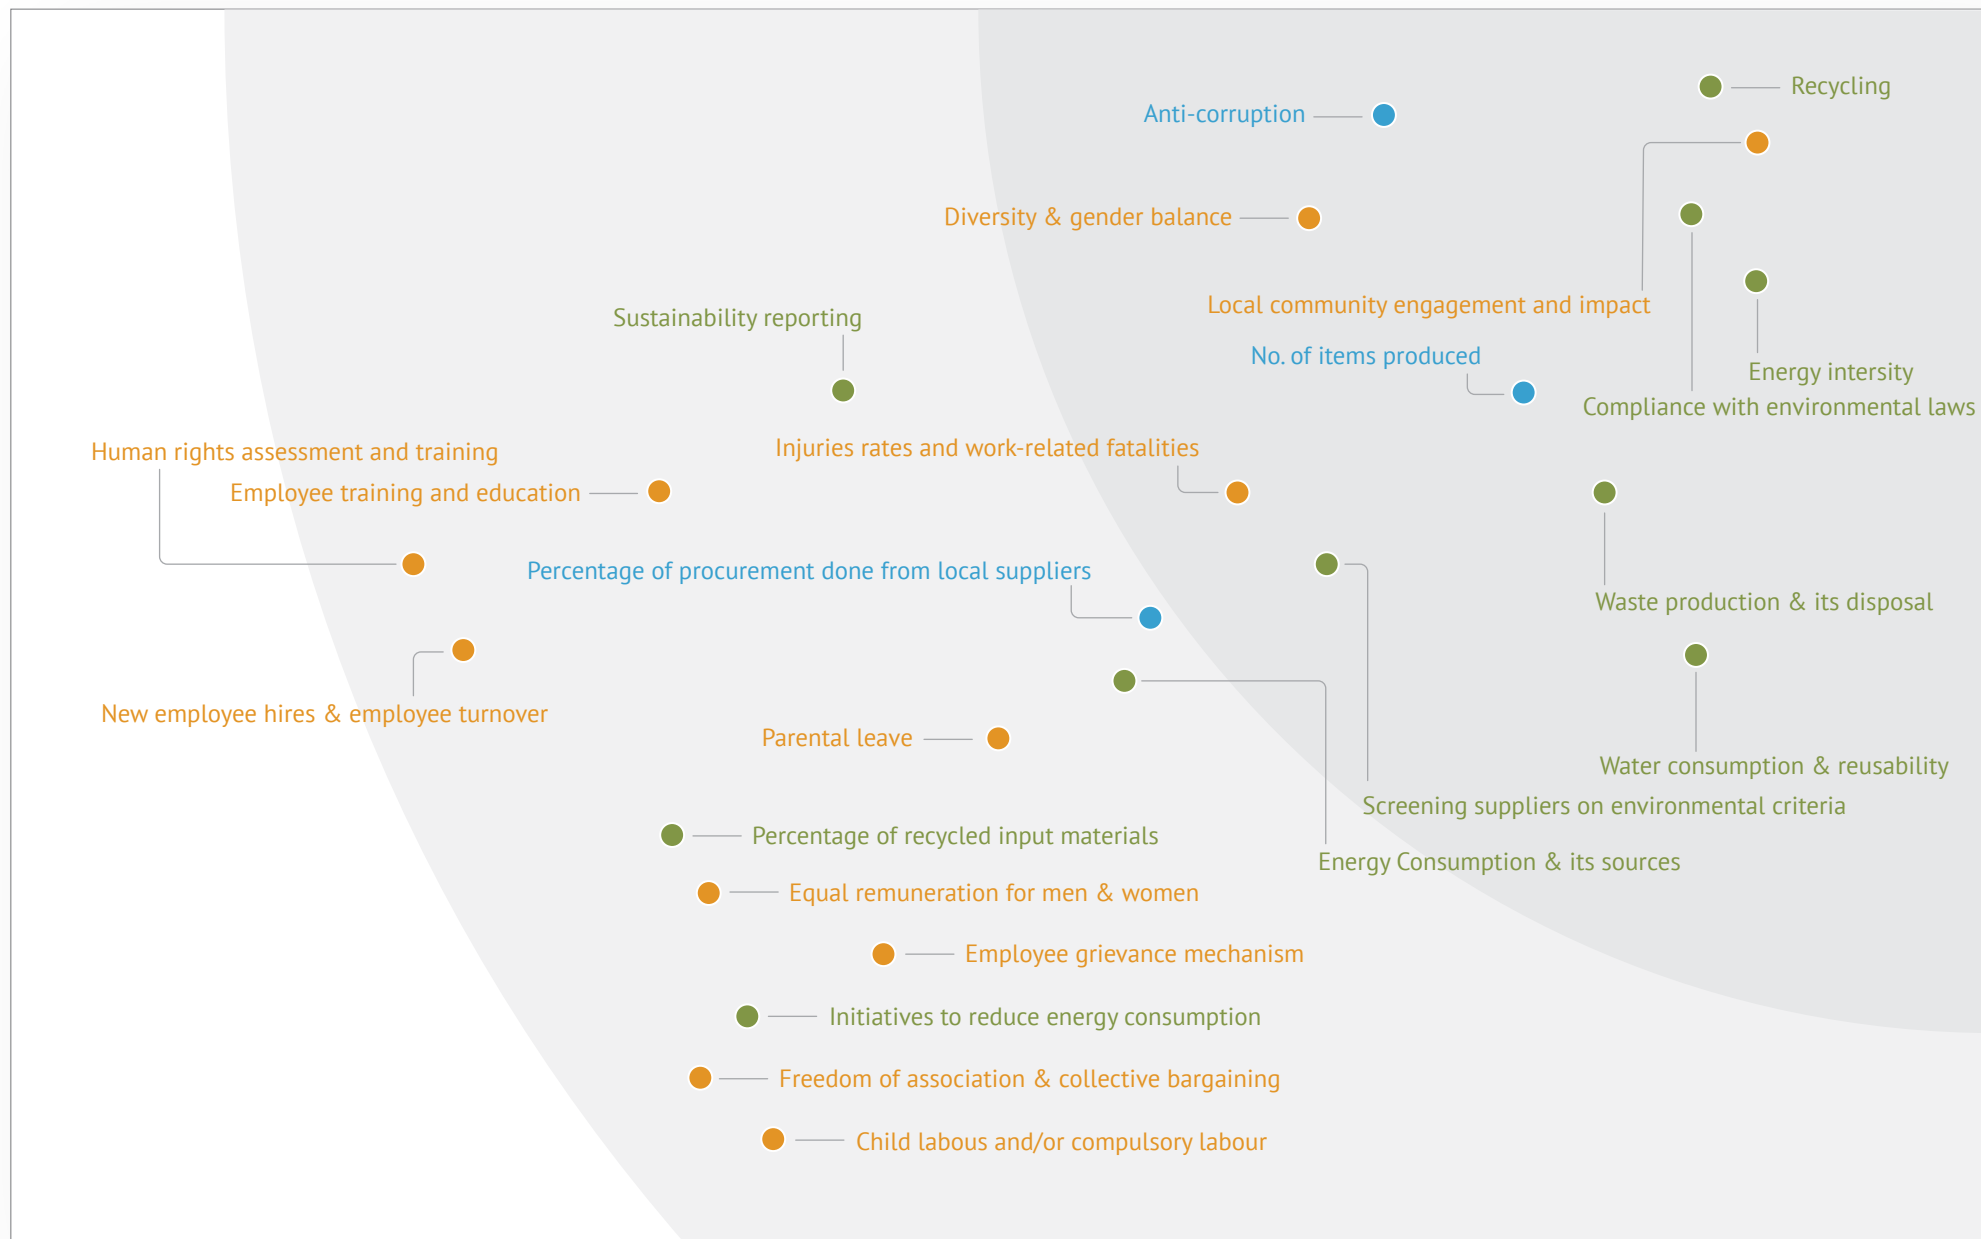 Recycling
Anti-corruption
Diversity & gender balance
Local community engagement and impact
Sustainability reporting
No. of items produced
Energy intersity
Compliance with environmental laws
Human rights assessment and training
Injuries rates and work-related fatalities
Employee training and education
Percentage of procurement done from local suppliers
Waste production & its disposal
New employee hires & employee turnover
Parental leave
Water consumption & reusability
Screening suppliers on environmental criteria
Percentage of recycled input materials
Energy Consumption & its sources
Equal remuneration for men & women
Employee grievance mechanism
Initiatives to reduce energy consumption
Freedom of association & collective bargaining
Child labous and/or compulsory labour